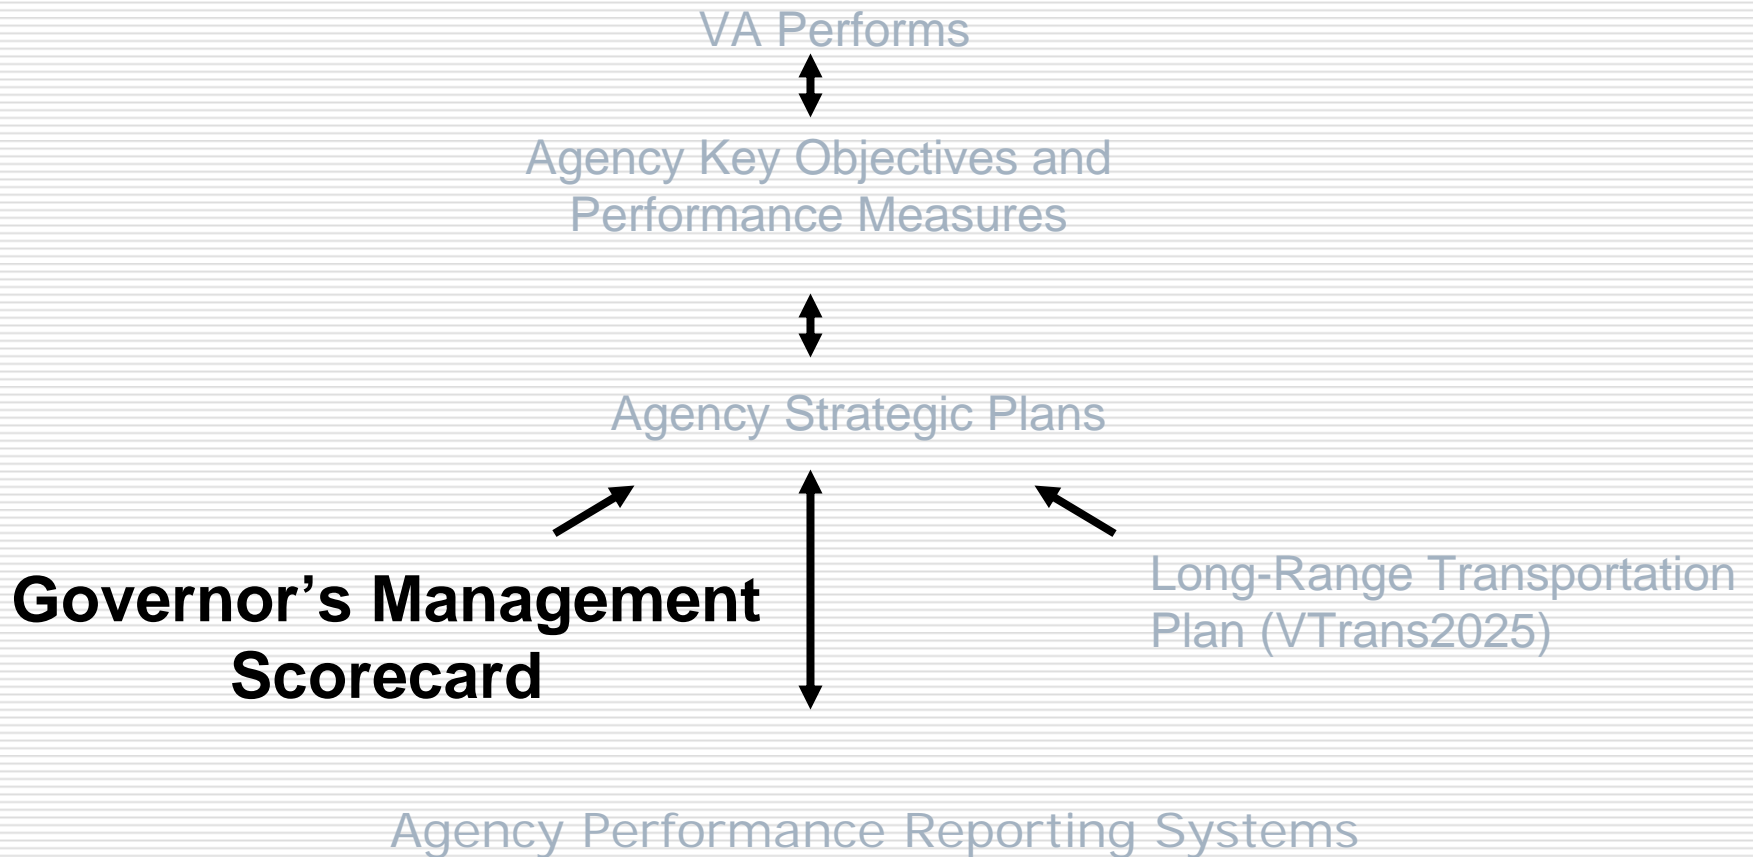 VA Performs
Agency Key Objectives and
Performance Measures
Agency Strategic Plans
Governor’s Management
Scorecard
Long-Range Transportation
Plan (VTrans2025)
Agency Performance Reporting Systems